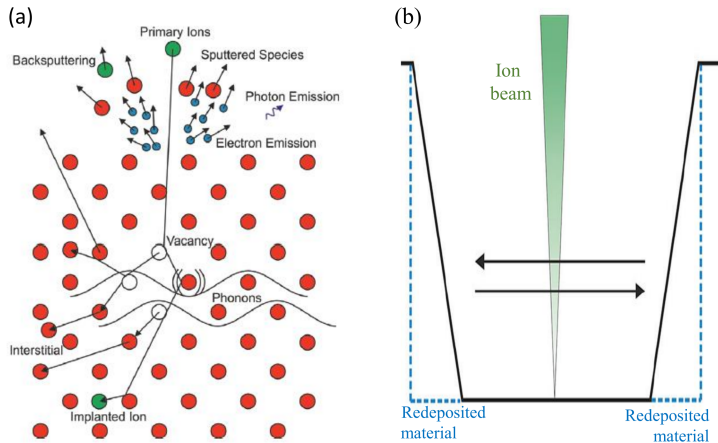 (a)
Primary Ions
Backsputtering
Sputtered Species
Photon Emission
Electron Emission
Vacancy
Phonons
Interstitial
Implanted Ion
(b)
Ion
beam
Redeposited
material
Redeposited
material